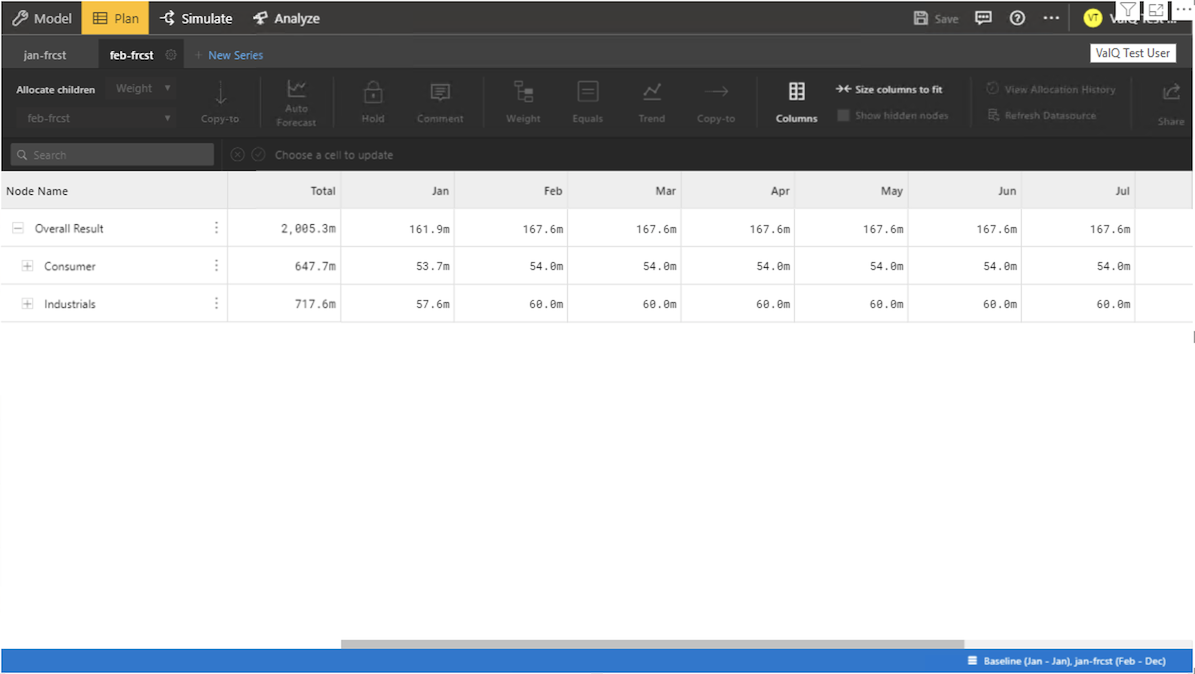 Model Plan Simulate Analyze Save VT
jan-frcst feb-frcst + New Series ValQ Test User
Allocate children Weight
feb-frcst
Copy-to
Auto
Forecast
Hold
Comment
Weight
Equals
Trend
Copy-to
Columns
Size columns to fit
Show hidden nodes
View Allocation History
Refresh Datasource
Share
Search Choose a cell to update
Node Name Total Jan Feb Mar Apr May Jun Jul
Overall Result 2,005.3m 161.9m 167.6m 167.6m 167.6m 167.6m 167.6m 167.6m
Consumer 647.7m 53.7m 54.0m 54.0m 54.0m 54.0m 54.0m 54.0m
Industrials 717.6m 57.6m 60.0m 60.0m 60.0m 60.0m 60.0m 60.0m
Baseline (Jan - Jan), jan-frcst (Feb - Dec)